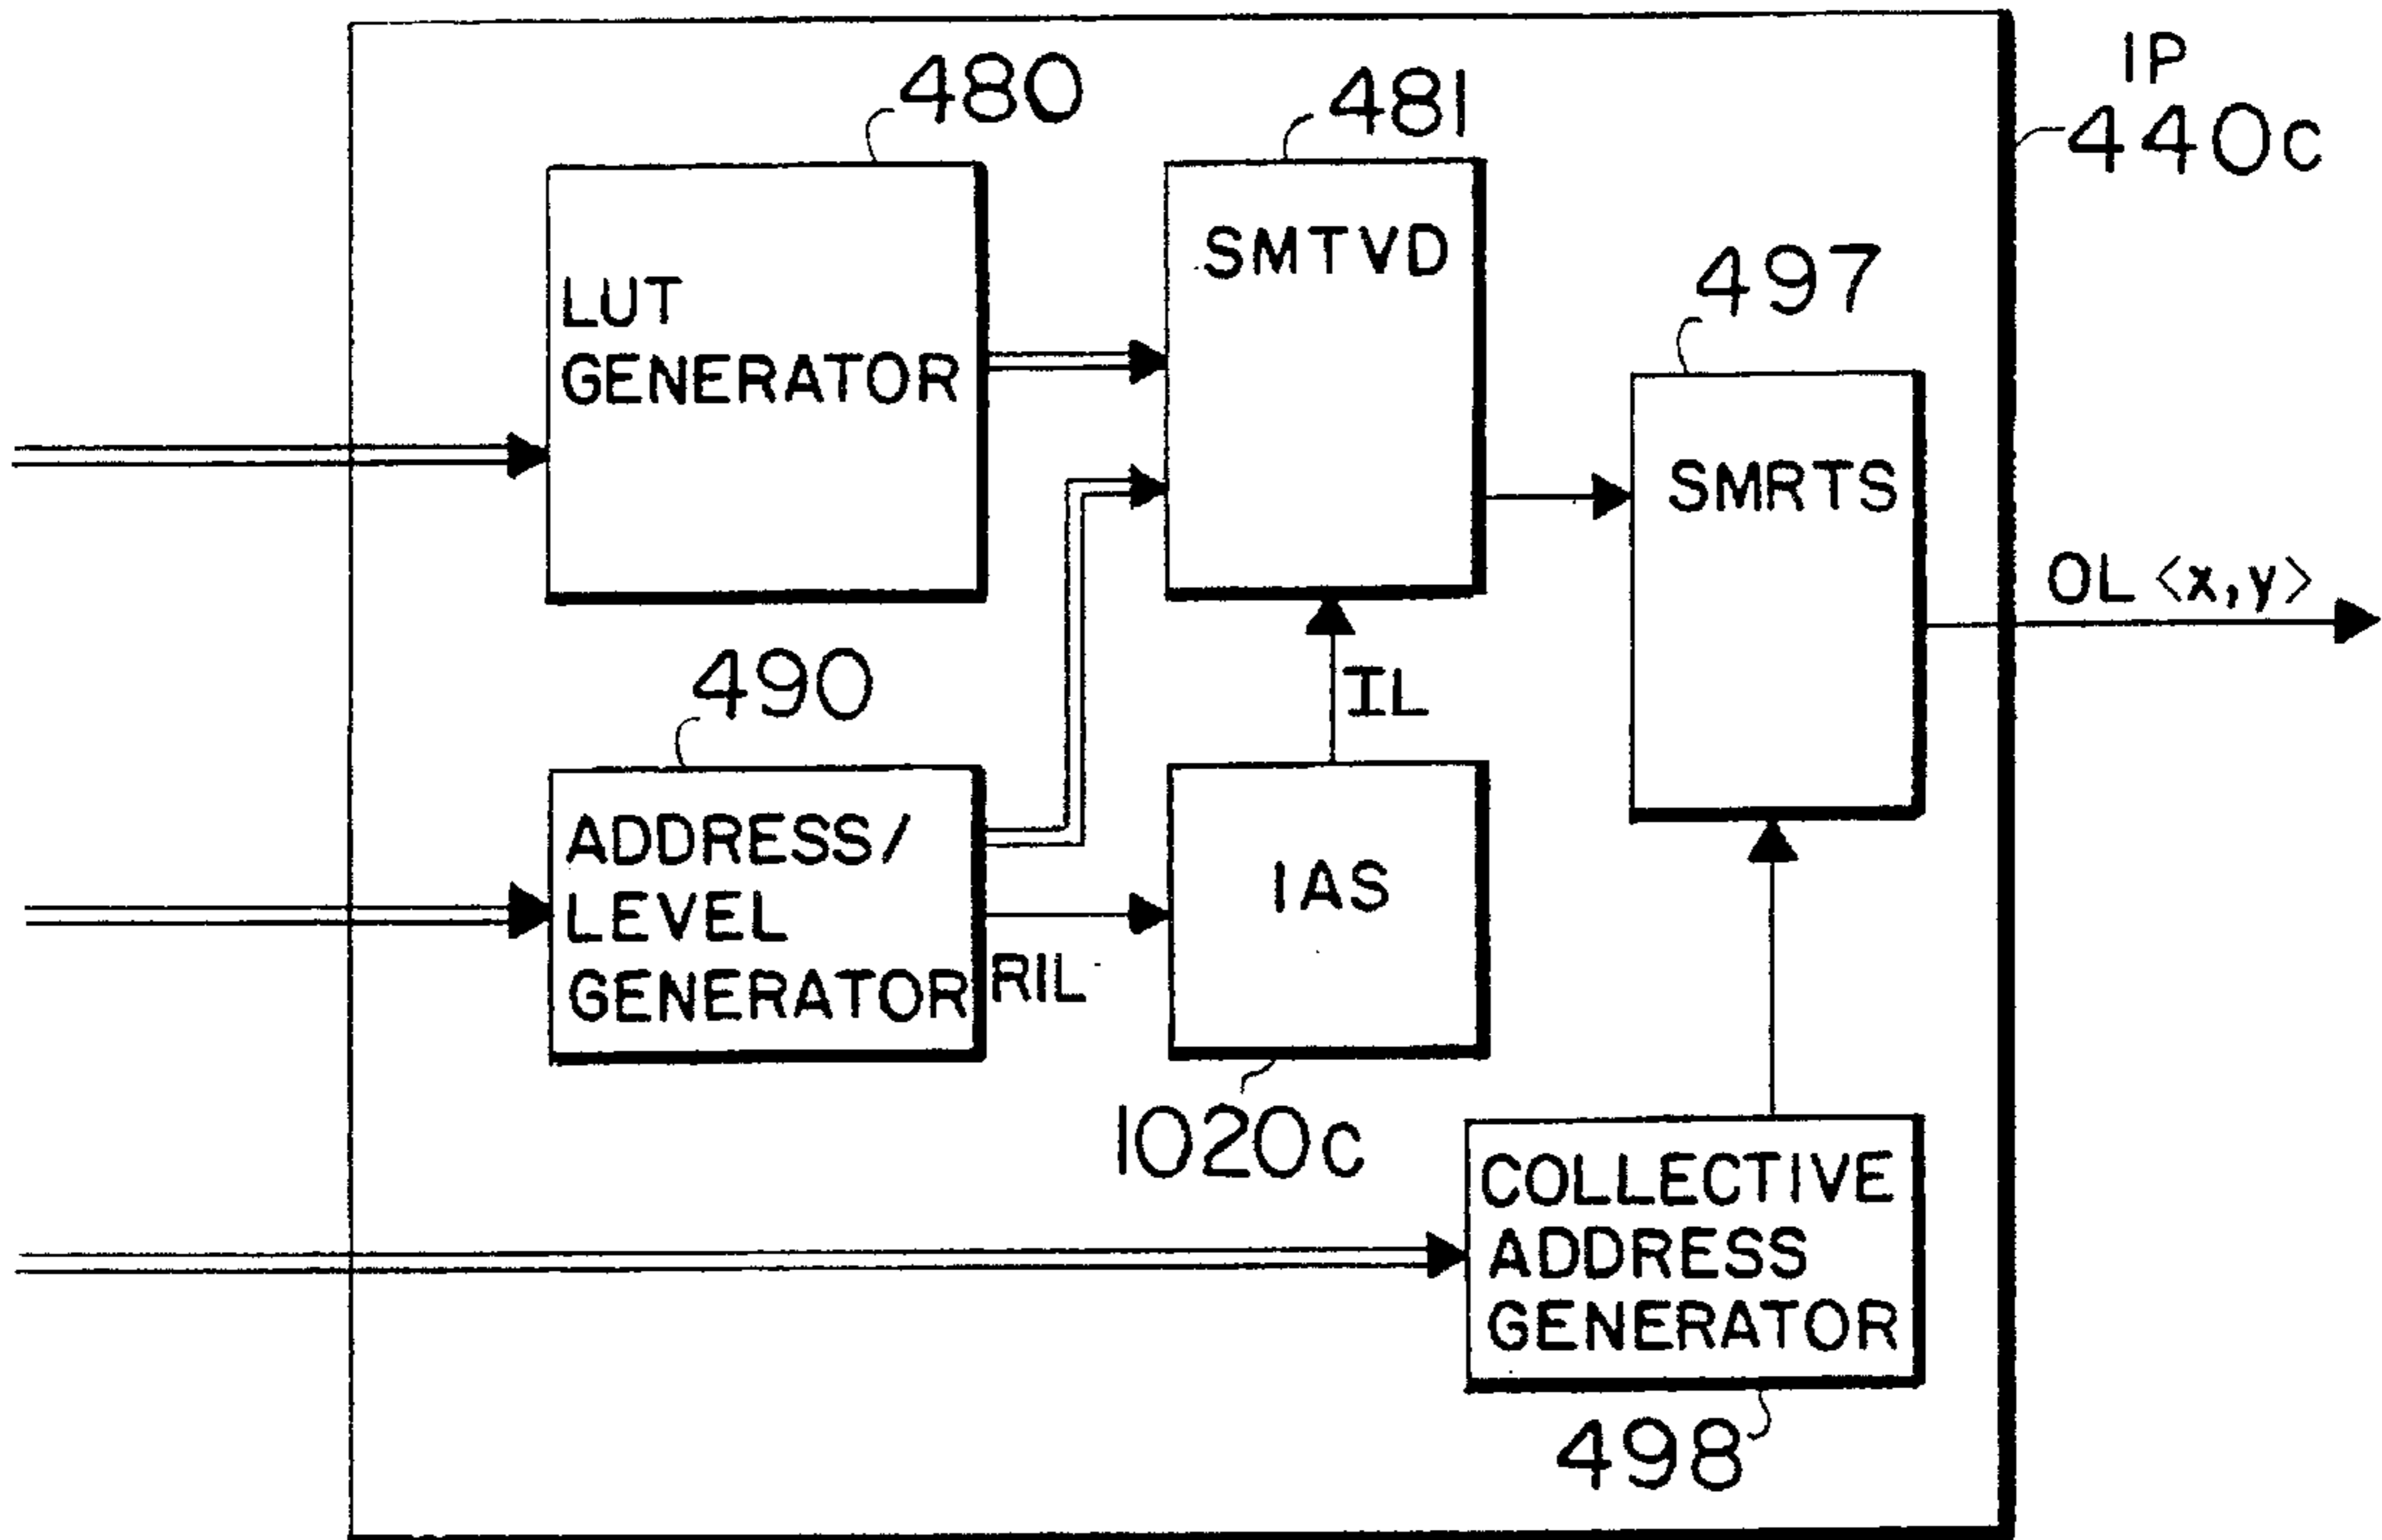 IP
440c
480
481
SMTVD
497
LUT
GENERATOR
SMRTS
OL <x,y>
490
IL
ADDRESS/
LEVEL
GENERATOR
RIL
IAS
1020c
COLLECTIVE
ADDRESS
GENERATOR
498